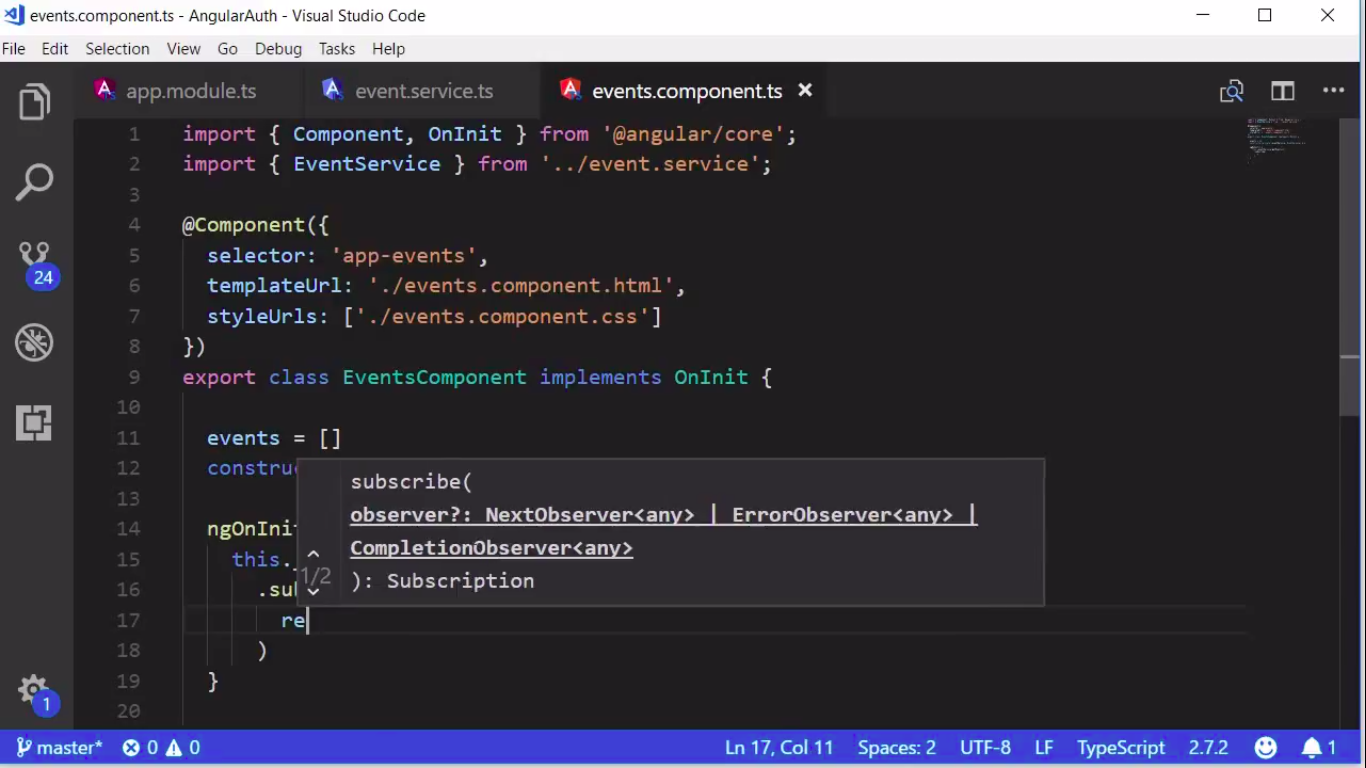 events.component.ts - AngularAuth - Visual Studio Code
File Edit Selection View Go Debug Tasks Help
app.module.ts event.service.ts events.component.ts
1 import { Component, OnInit } from '@angular/core';
2 import { EventService } from '../event.service';
3
4 @Component({
5 selector: 'app-events',
6 templateUrl: './events.component.html',
7 styleUrls: ['./events.component.css']
8 })
9 export class EventsComponent implements OnInit {
10
11 events = []
12 constru
subscribe(
13
observer?: NextObserver<any> | ErrorObserver<any> |
14 ngOnIni
CompletionObserver<any>
15 this.
1/2
): Subscription
16 .su
17 re
18 )
19 }
20
24
1
master* 0 0 Ln 17, Col 11 Spaces: 2 UTF-8 LF TypeScript 2.7.2 1